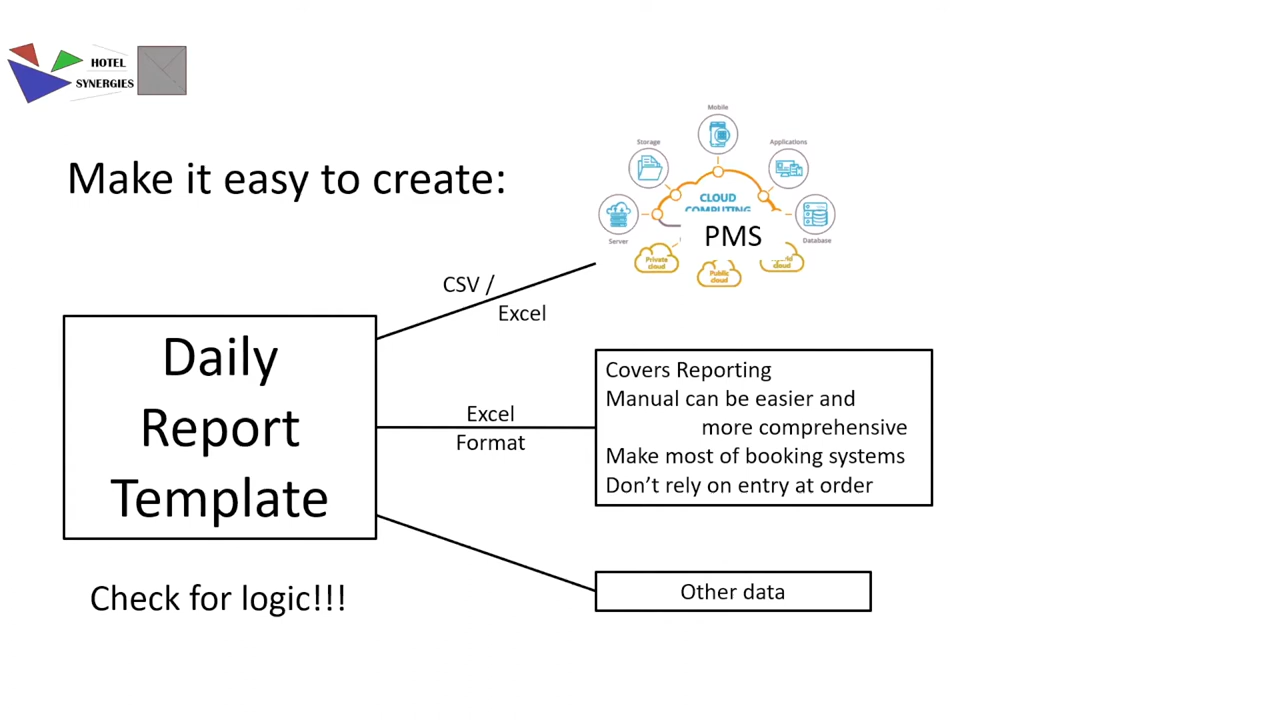 HOTEL
SYNERGIES
Make it easy to create:
Mobile
Storage
Applications
CLOUD
COMPUTING
Server
Database
PMS
Private
cloud
Public
cloud
cloud
CSV /
Excel
Daily
Report
Template
Excel
Format
Covers Reporting
Manual can be easier and
more comprehensive
Make most of booking systems
Don’t rely on entry at order
Other data
Check for logic!!!